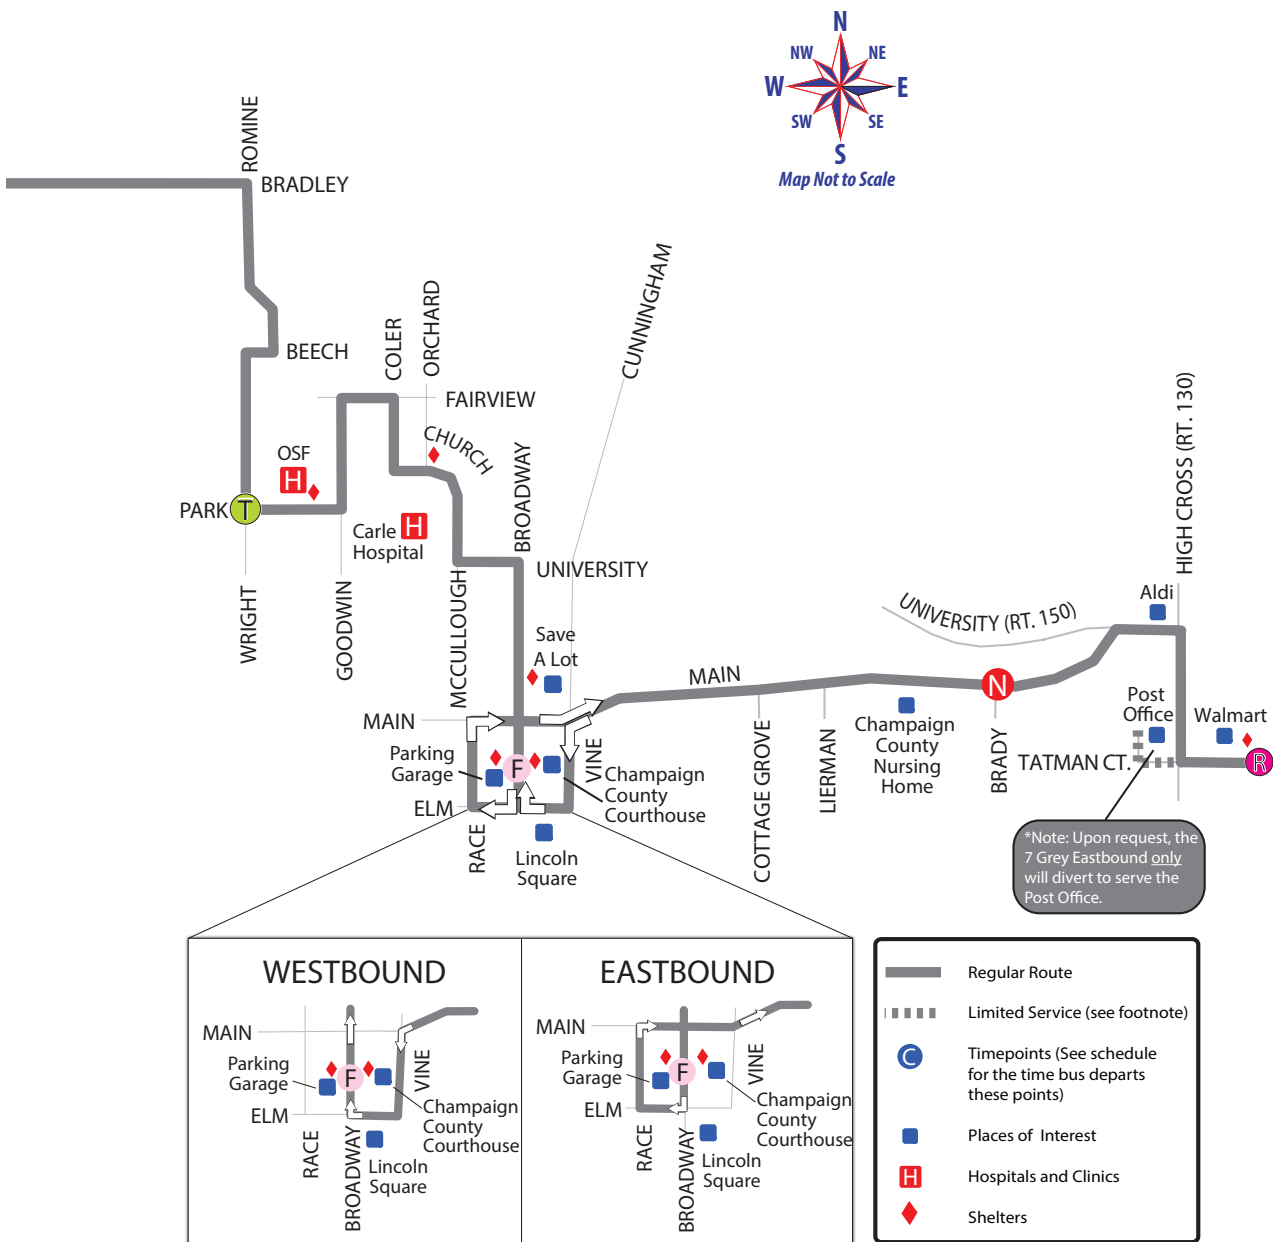 N
NW
NE
W
E
SW
SE
S
Map Not to Scale
ROMINE
BRADLEY
BEECH
COLER
ORCHARD
CUNNINGHAM
FAIRVIEW
CHURCH
OSF
H
PARK
T
Carle
Hospital
H
BROADWAY
UNIVERSITY
WRIGHT
GOODWIN
MCCULLOUGH
HIGH CROSS (RT. 130)
Aldi
UNIVERSITY (RT. 150)
Save
A Lot
MAIN
N
Post
Office
Walmart
MAIN
Parking
Garage
F
VINE
Champaign
County
Courthouse
ELM
RACE
Lincoln
Square
COTTAGE GROVE
LIERMAN
Champaign
County
Nursing
Home
BRADY
TATMAN CT.
R
*Note: Upon request, the
7 Grey Eastbound only
will divert to serve the
Post Office.
WESTBOUND
MAIN
Parking
Garage
F
VINE
ELM
Champaign
County
Courthouse
RACE
BROADWAY
Lincoln
Square
EASTBOUND
MAIN
Parking
Garage
F
VINE
ELM
Champaign
County
Courthouse
RACE
BROADWAY
Lincoln
Square
Regular Route
Limited Service (see footnote)
C
Timepoints (See schedule
for the time bus departs
these points)
Places of Interest
H
Hospitals and Clinics
Shelters